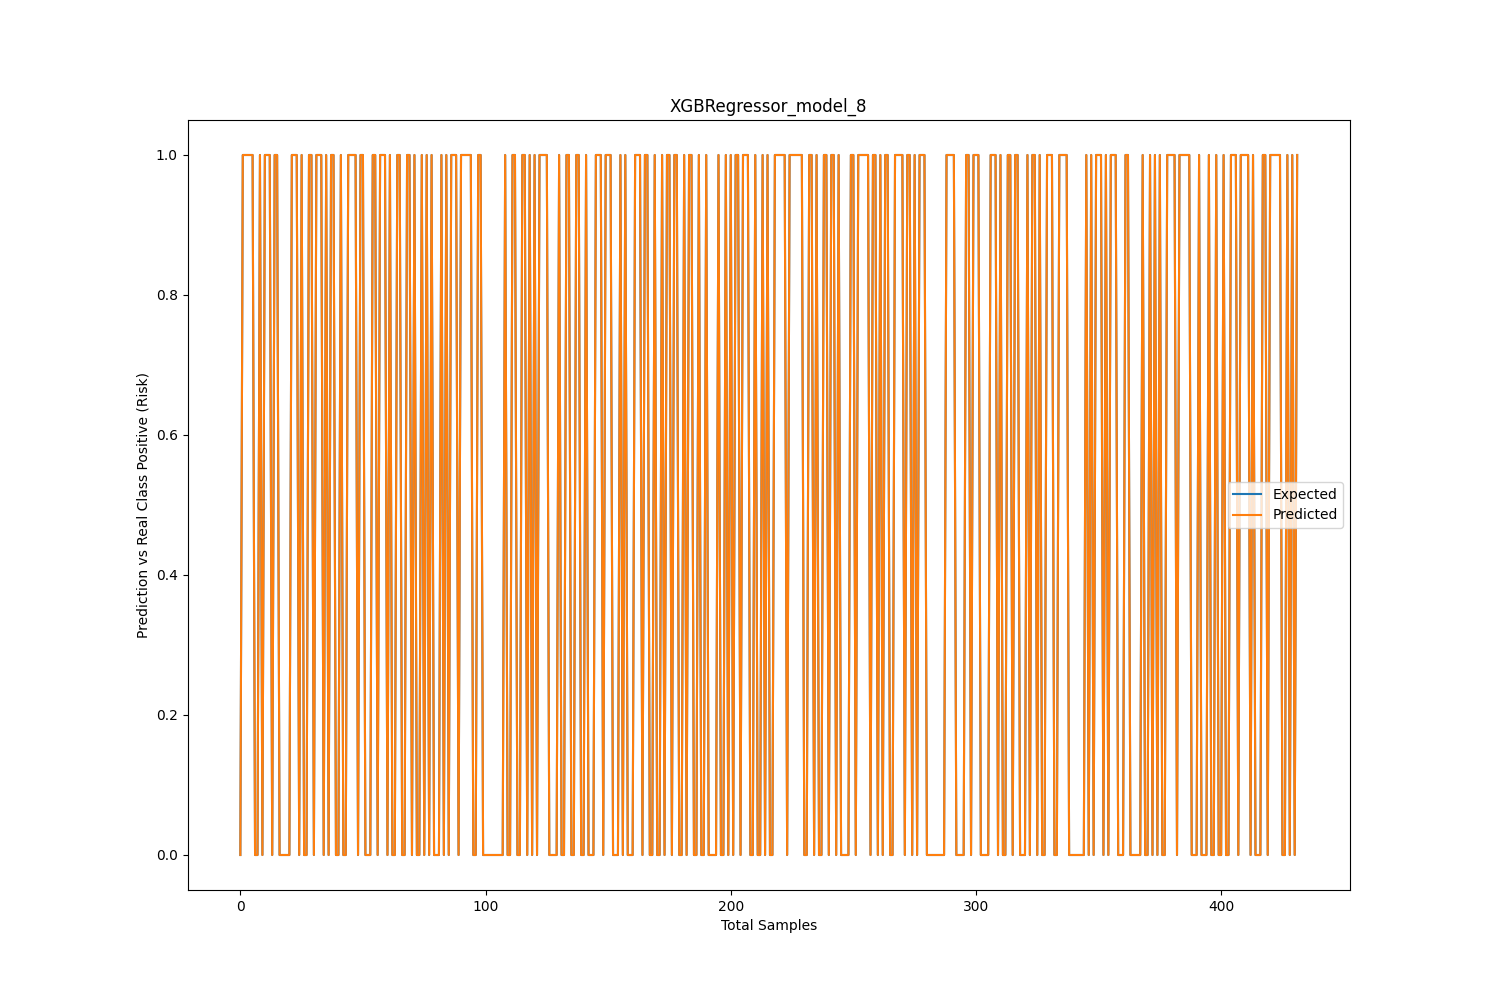 XGBRegressor_model_8
1.0
0.8
0.6
0.4
0.2
0.0
Prediction vs Real Class Positive (Risk)
Expected
Predicted
0 100 200 300 400
Total Samples